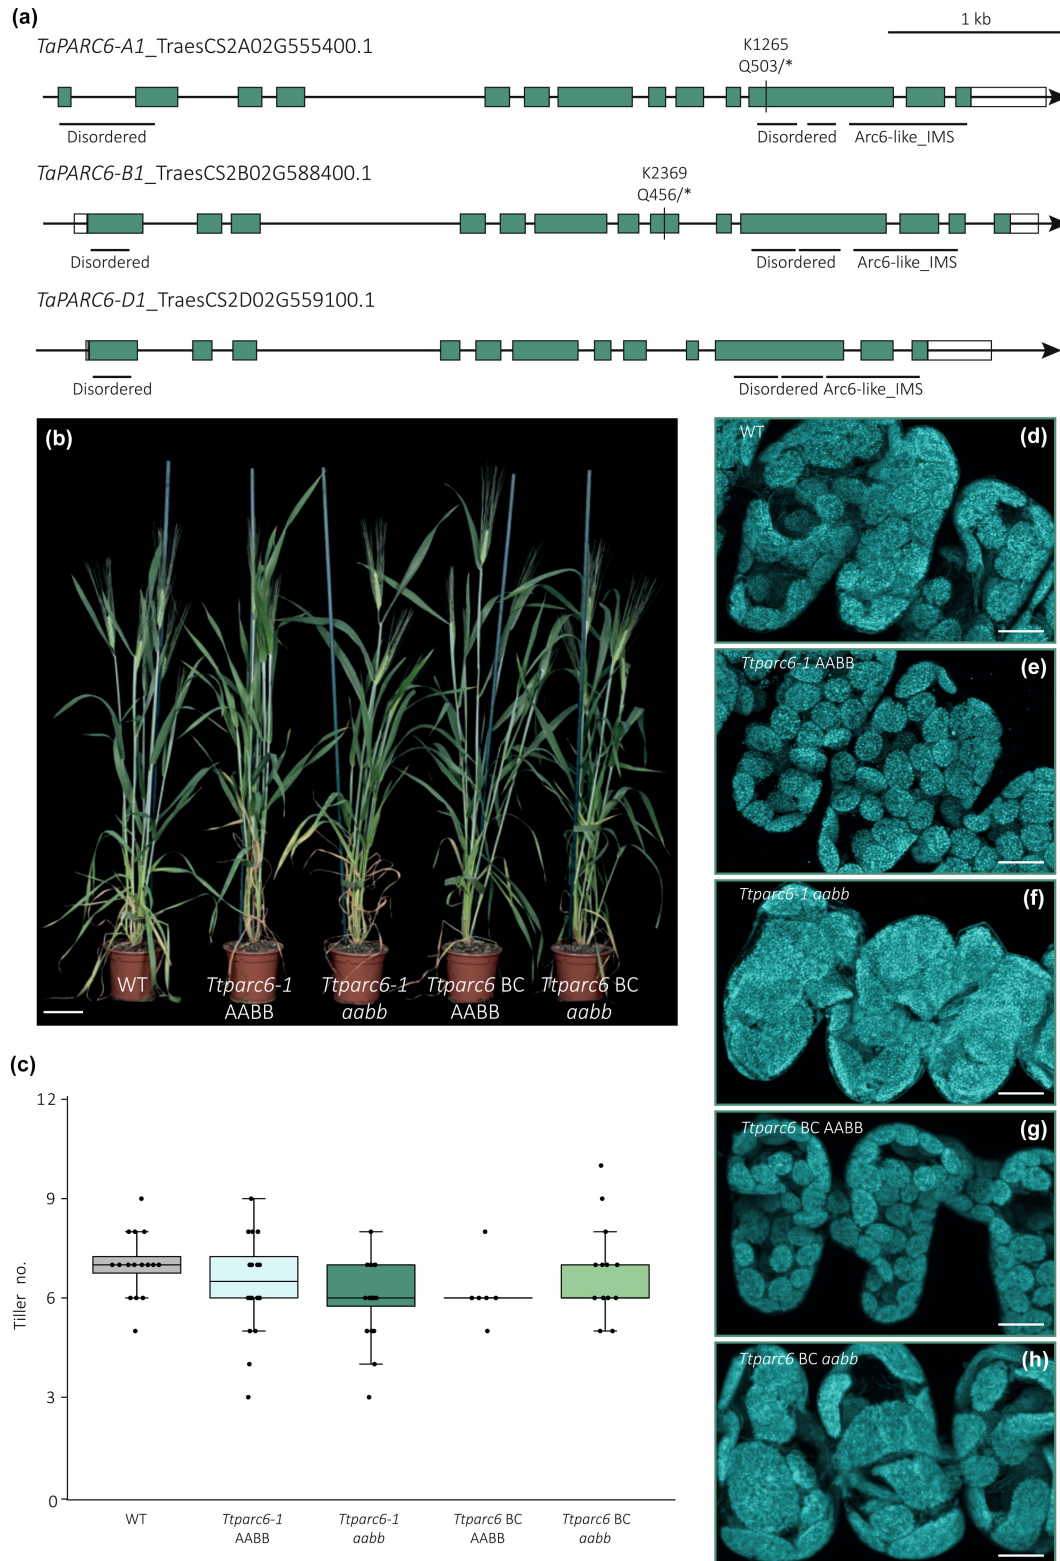 (a)
1 kb
TaPARC6-A1_TraesCS2A02G555400.1
K1265
Q503/*
Disordered
Disordered
Arc6-like_IMS
TaPARC6-B1_TraesCS2B02G588400.1
K2369
Q456/*
Disordered
Disordered
Arc6-like_IMS
TaPARC6-D1_TraesCS2D02G559100.1
Disordered
Disordered
Arc6-like_IMS
(b)
WT
Ttparc6-1
AABB
Ttparc6-1
aabb
Ttparc6 BC
AABB
Ttparc6 BC
aabb
(c)
Tiller no.
12
9
6
3
0
WT
Ttparc6-1
AABB
Ttparc6-1
aabb
Ttparc6 BC
AABB
Ttparc6 BC
aabb
WT
(d)
Ttparc6-1 AABB
(e)
Ttparc6-1 aabb
(f)
Ttparc6 BC AABB
(g)
Ttparc6 BC aabb
(h)